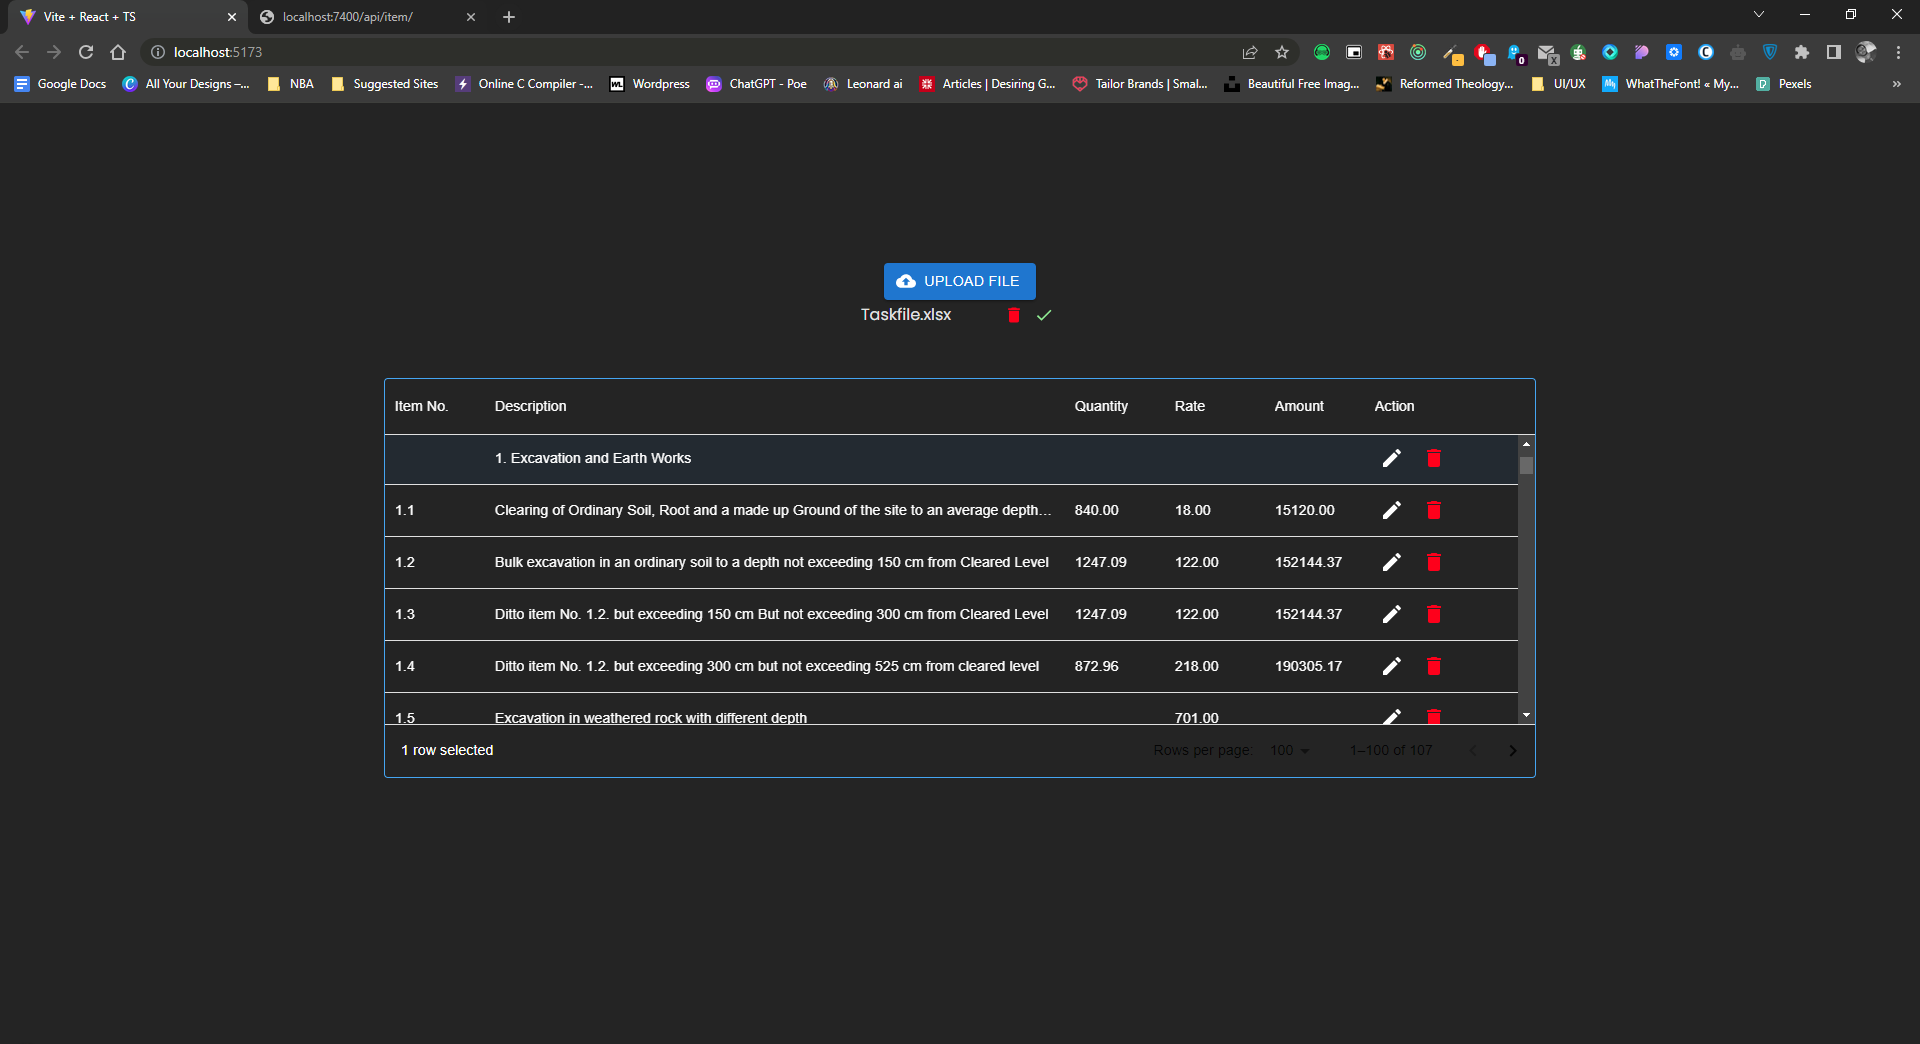 Vite + React + TS
localhost:7400/api/item/
localhost:5173
Google Docs
All Your Designs –...
NBA
Suggested Sites
Online C Compiler -...
Wordpress
ChatGPT - Poe
Leonard ai
Articles | Desiring G...
Tailor Brands | Smal...
Beautiful Free Imag...
Reformed Theology...
UI/UX
WhatTheFont! « My...
Pexels
»
UPLOAD FILE
Taskfile.xlsx
Item No. Description Quantity Rate Amount Action
1. Excavation and Earth Works
1.1 Clearing of Ordinary Soil, Root and a made up Ground of the site to an average depth... 840.00 18.00 15120.00
1.2 Bulk excavation in an ordinary soil to a depth not exceeding 150 cm from Cleared Level 1247.09 122.00 152144.37
1.3 Ditto item No. 1.2. but exceeding 150 cm But not exceeding 300 cm from Cleared Level 1247.09 122.00 152144.37
1.4 Ditto item No. 1.2. but exceeding 300 cm but not exceeding 525 cm from cleared level 872.96 218.00 190305.17
1.5 Excavation in weathered rock with different depth 701.00
1 row selected Rows per page: 100 1–100 of 107